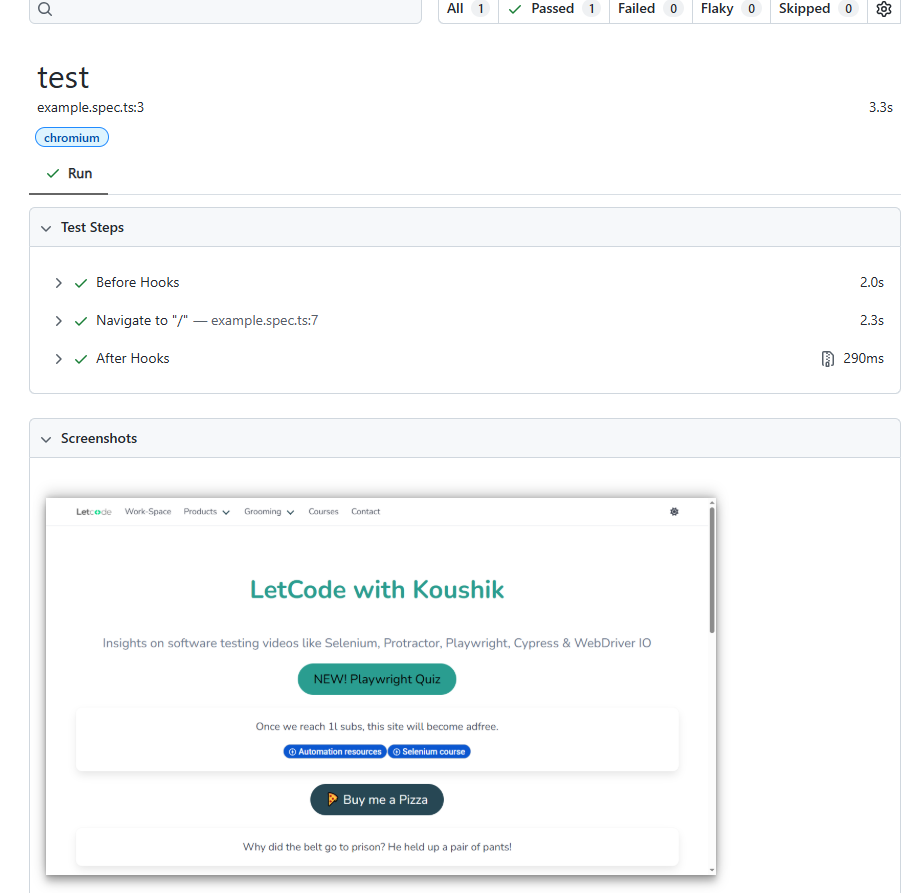 All 1 Passed 1 Failed 0 Flaky 0 Skipped 0
test
example.spec.ts:3 3.3s
chromium
Run
Test Steps
Before Hooks 2.0s
Navigate to "/" — example.spec.ts:7 2.3s
After Hooks 290ms
Screenshots
Letcode Work-Space Products Grooming Courses Contact
LetCode with Koushik
Insights on software testing videos like Selenium, Protractor, Playwright, Cypress & WebDriver IO
NEW! Playwright Quiz
Once we reach 1l subs, this site will become adfree.
Automation resources Selenium course
Buy me a Pizza
Why did the belt go to prison? He held up a pair of pants!